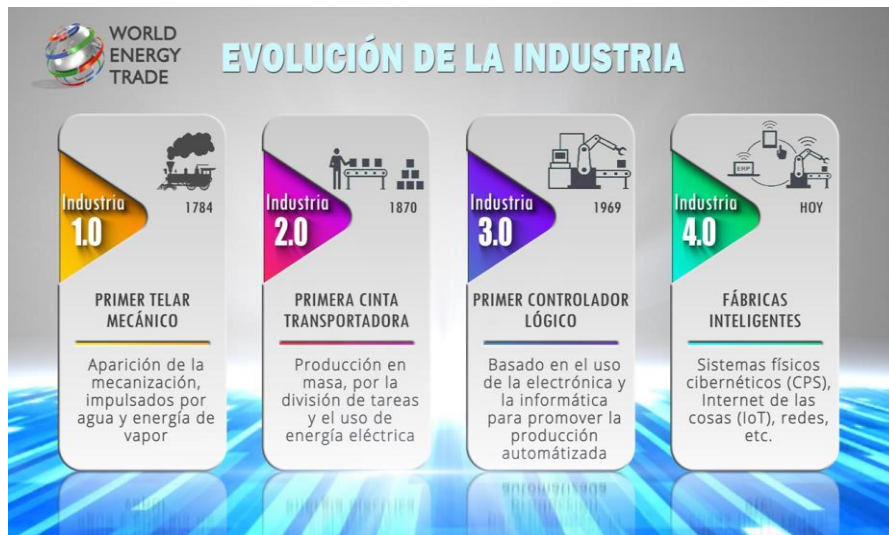 WORLD
ENERGY
TRADE
EVOLUCIÓN DE LA INDUSTRIA
Industria
1.0
1784
PRIMER TELAR
MECÁNICO
Aparición de la
mecanización,
impulsados por
agua y energía de
vapor
Industria
2.0
1870
PRIMERA CINTA
TRANSPORTADORA
Producción en
masa, por la
división de tareas
y el uso de
energía eléctrica
Industria
3.0
1969
PRIMER CONTROLADOR
LÓGICO
Basado en el uso
de la electrónica y
la informática
para promover la
producción
automátizada
ERP
Industria
4.0
HOY
FÁBRICAS
INTELIGENTES
Sistemas físicos
cibernéticos (CPS),
Internet de las
cosas (IoT), redes,
etc.